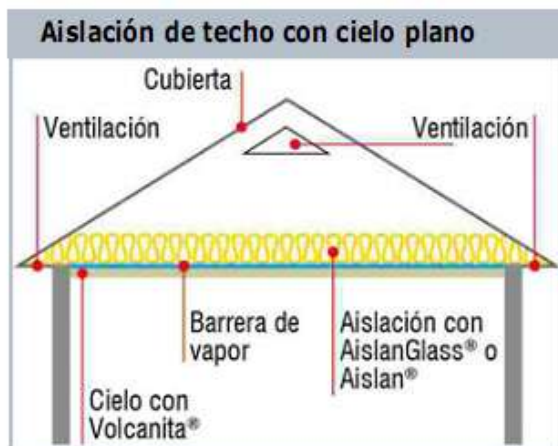 Aislación de techo con cielo plano
Cubierta
Ventilación
Ventilación
Barrera de
vapor
Aislación con
AislanGlass® o
Aislan®
Cielo con
Volcanita®